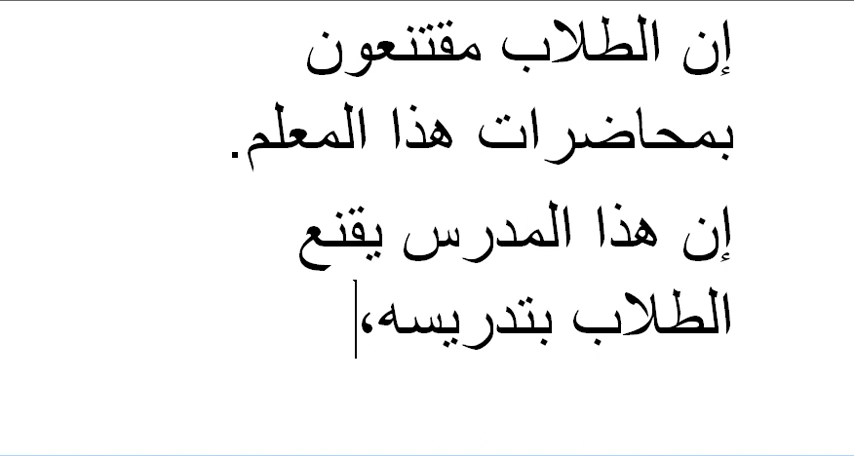 إن الطلاب مقتنعون
بمحاضرات هذا المعلم.
إن هذا المدرس يقنع
الطلاب بتدريسه،